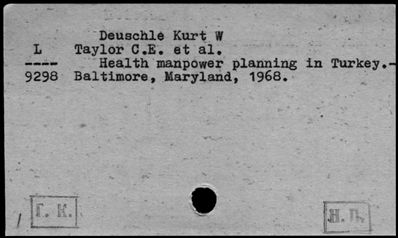 Deuschle Kurt W
L Taylor C.E. et al.
---- Health manpower planning in Turkey.-
9298 Baltimore, Maryland, 1968.
Г. К.
Н. П.